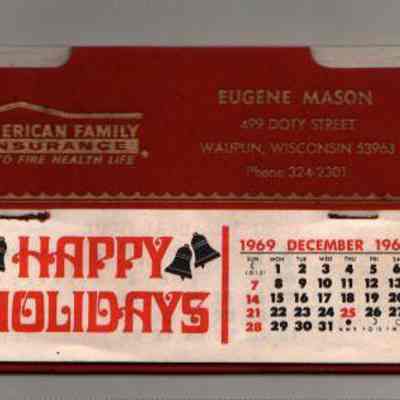 MERICAN FAMILY
INSURANCE
TO FIRE HEALTH LIFE
EUGENE MASON
499 DOTY STREET
WAUPUN, WISCONSIN 53963
Phone 324-2301
HAPPY
HOLIDAYS
1969 DECEMBER 196
SUN MON TUE WED THU FRI S
1 2 3 4 5 6
7 8 9 10 11 12 13
14 15 16 17 18 19 20
21 22 23 24 25 26 27
28 29 30 31